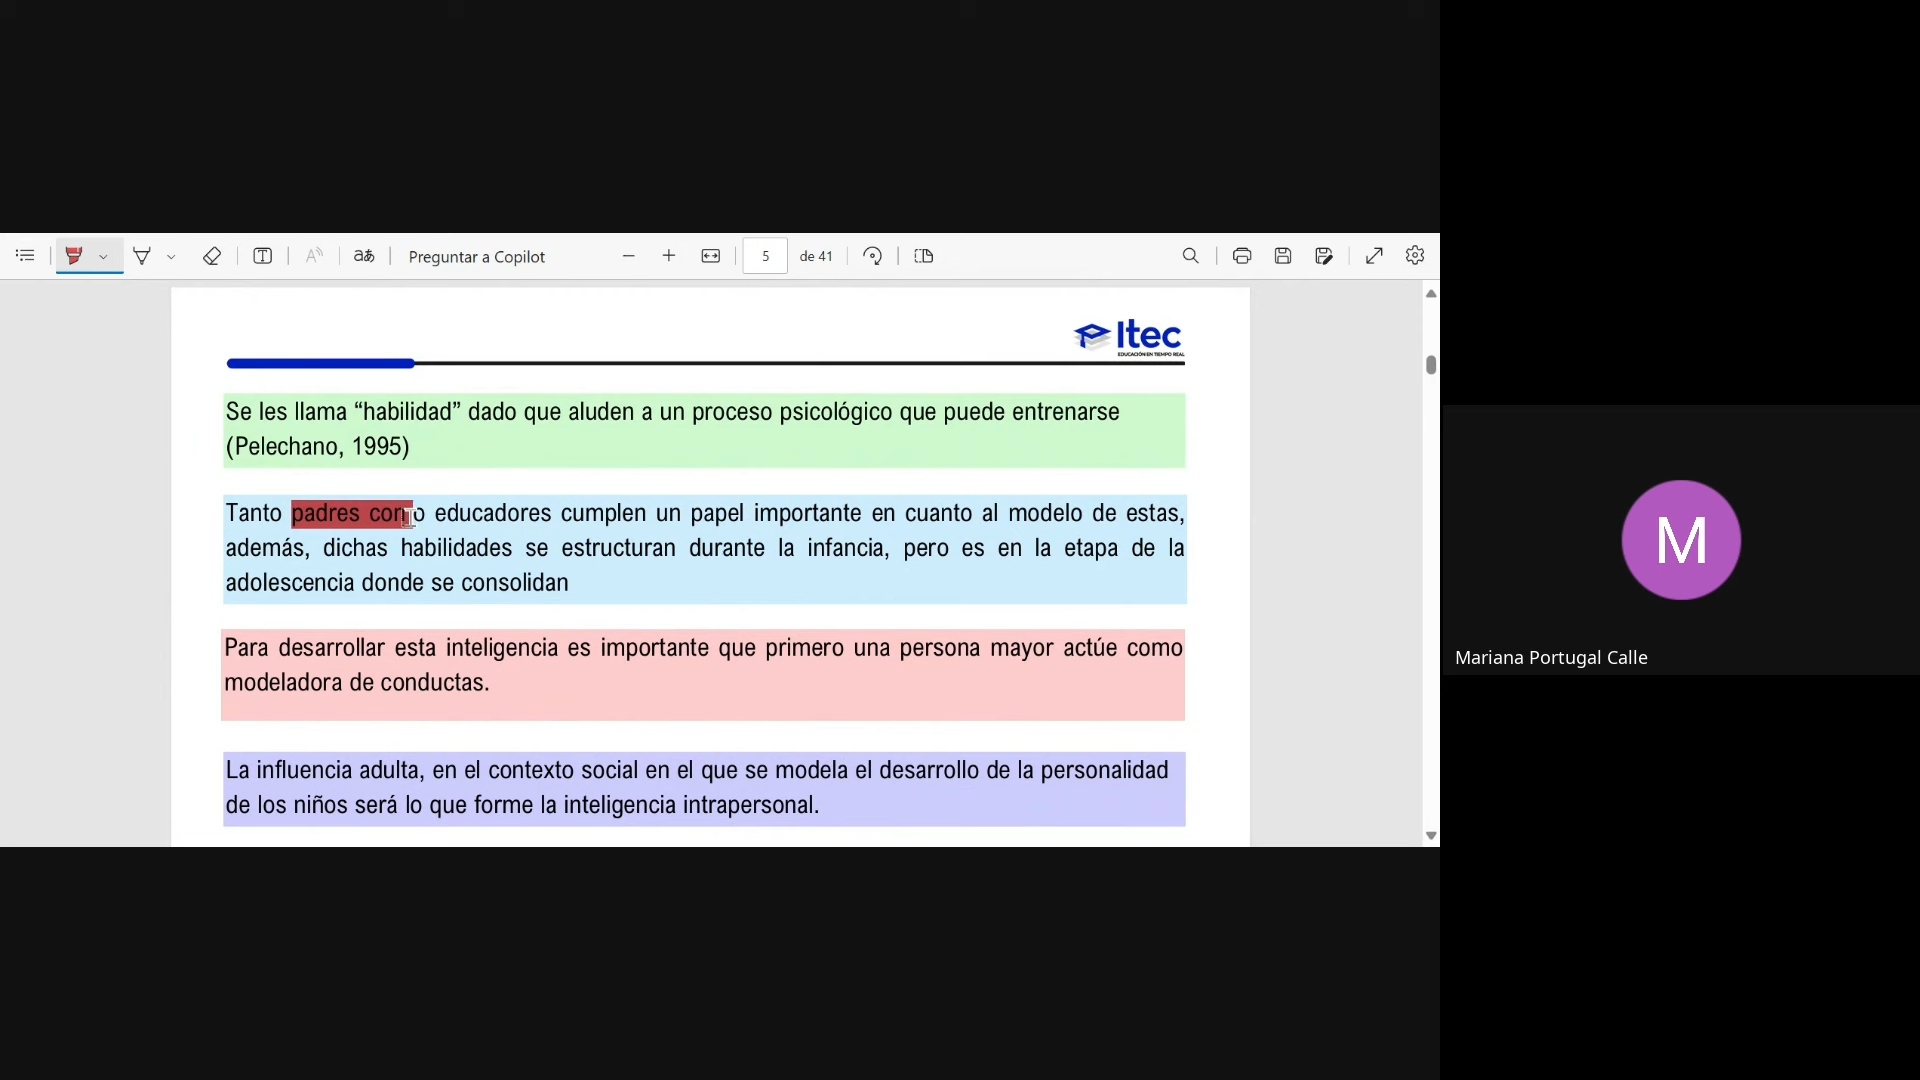 Preguntar a Copilot
5 de 41
Itec
EDUCACIÓN EN TIEMPO REAL
Se les llama “habilidad” dado que aluden a un proceso psicológico que puede entrenarse
(Pelechano, 1995)
Tanto padres como educadores cumplen un papel importante en cuanto al modelo de estas,
además, dichas habilidades se estructuran durante la infancia, pero es en la etapa de la
adolescencia donde se consolidan
Para desarrollar esta inteligencia es importante que primero una persona mayor actúe como
modeladora de conductas.
La influencia adulta, en el contexto social en el que se modela el desarrollo de la personalidad
de los niños será lo que forme la inteligencia intrapersonal.
M
Mariana Portugal Calle